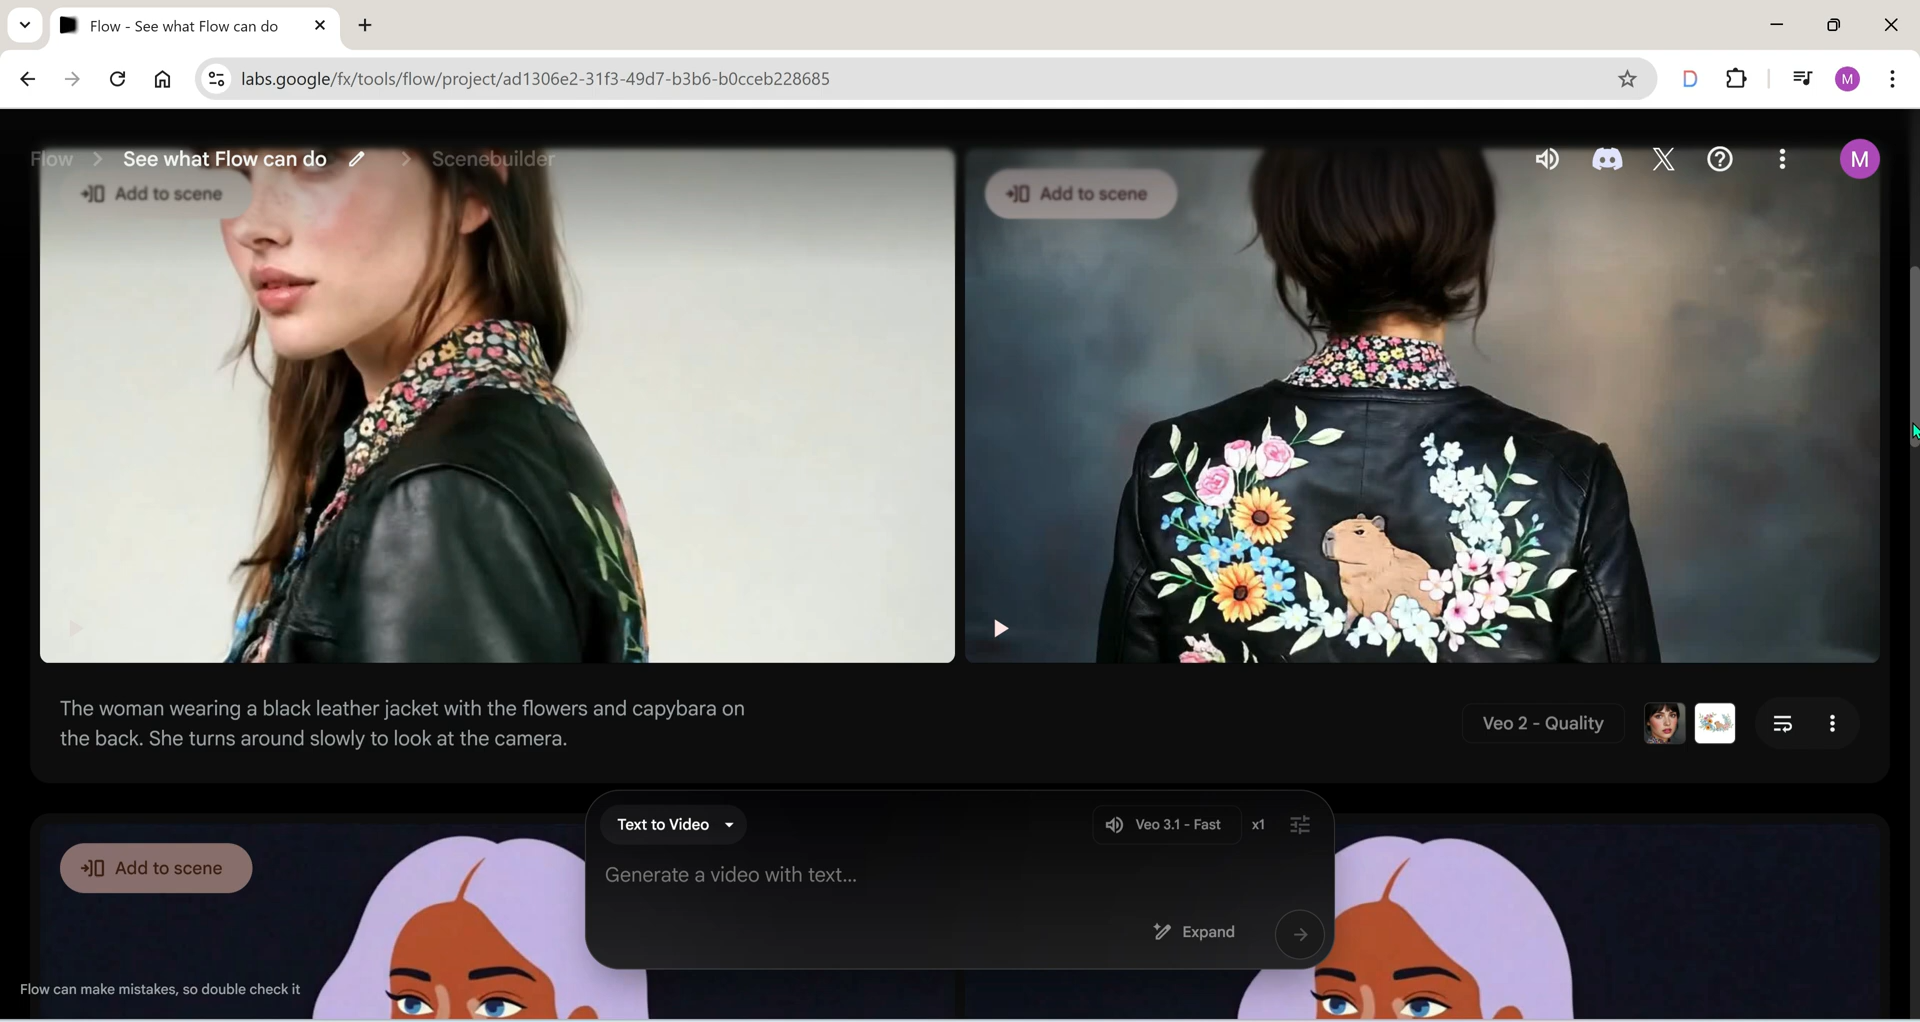 Flow - See what Flow can do
labs.google/fx/tools/flow/project/ad1306e2-31f3-49d7-b3b6-b0cceb228685
D
M
Flow > See what Flow can do > Scenebuilder
M
Add to scene
Add to scene
The woman wearing a black leather jacket with the flowers and capybara on
the back. She turns around slowly to look at the camera.
Veo 2 - Quality
Add to scene
Text to Video
Veo 3.1 - Fast
x1
Generate a video with text...
Expand
Flow can make mistakes, so double check it